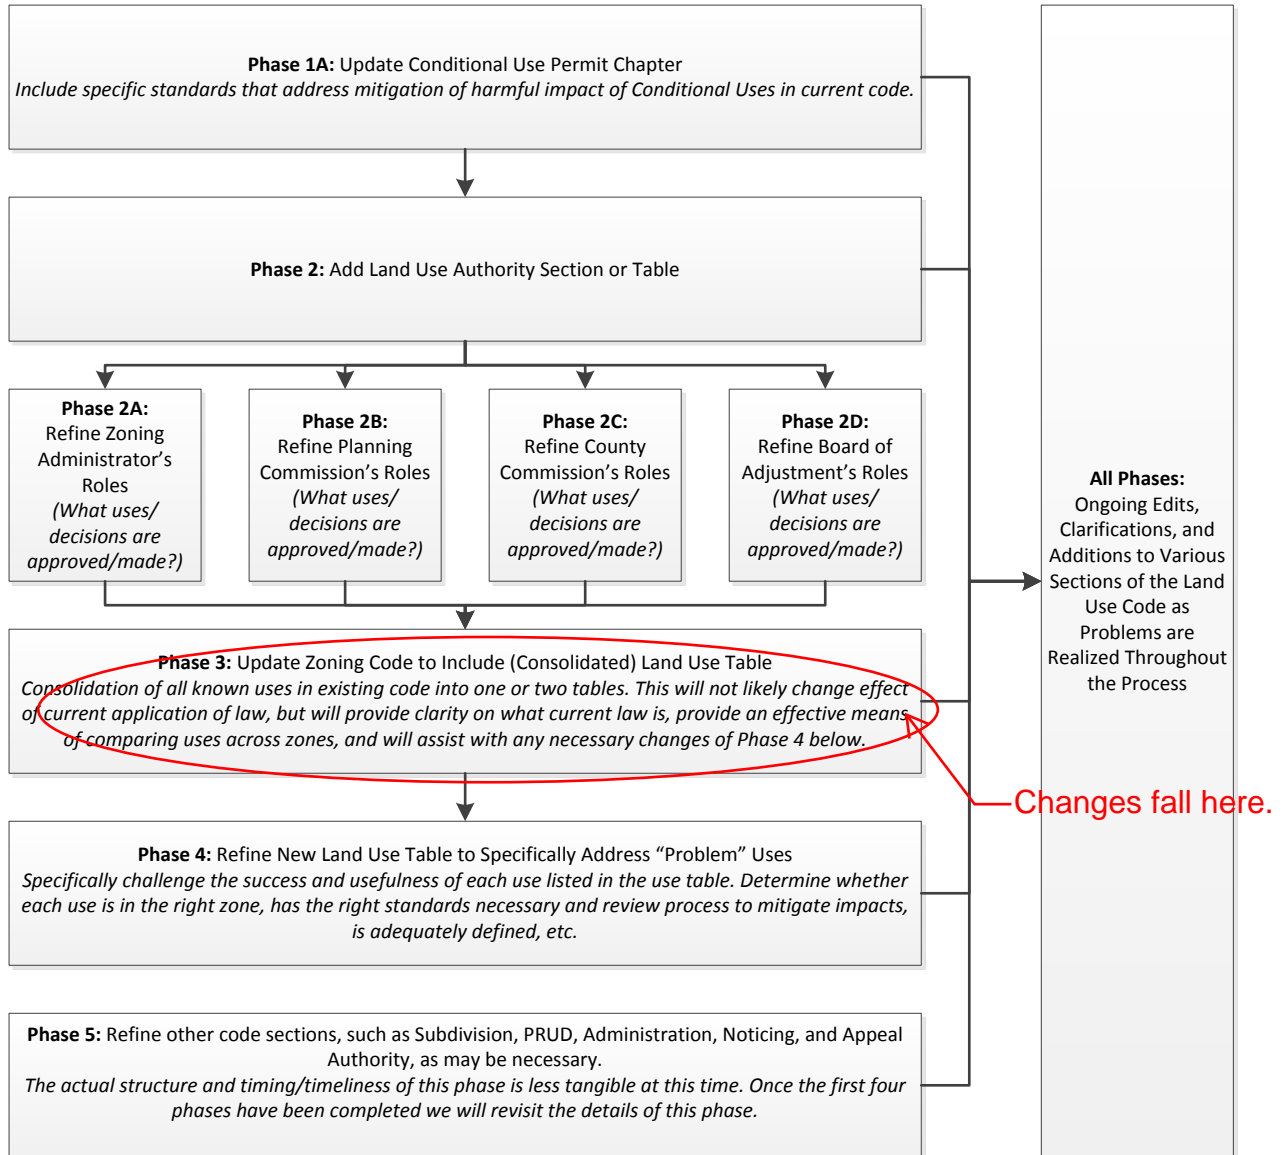 Phase 1A: Update Conditional Use Permit Chapter
Include specific standards that address mitigation of harmful impact of Conditional Uses in current code.
Phase 2: Add Land Use Authority Section or Table
Phase 2A:
Refine Zoning
Administrator's
Roles
(What uses/
decisions are
approved/made?)
Phase 2B:
Refine Planning
Commission's Roles
(What uses/
decisions are
approved/made?)
Phase 2C:
Refine County
Commission's Roles
(What uses/
decisions are
approved/made?)
Phase 2D:
Refine Board of
Adjustment's Roles
(What uses/
decisions are
approved/made?)
Phase 3: Update Zoning Code to Include (Consolidated) Land Use Table
Consolidation of all known uses in existing code into one or two tables. This will not likely change effect
of current application of law, but will provide clarity on what current law is, provide an effective means
of comparing uses across zones, and will assist with any necessary changes of Phase 4 below.
Changes fall here.
Phase 4: Refine New Land Use Table to Specifically Address “Problem” Uses
Specifically challenge the success and usefulness of each use listed in the use table. Determine whether
each use is in the right zone, has the right standards necessary and review process to mitigate impacts,
is adequately defined, etc.
Phase 5: Refine other code sections, such as Subdivision, PRUD, Administration, Noticing, and Appeal
Authority, as may be necessary.
The actual structure and timing/timeliness of this phase is less tangible at this time. Once the first four
phases have been completed we will revisit the details of this phase.
All Phases:
Ongoing Edits,
Clarifications, and
Additions to Various
Sections of the Land
Use Code as
Problems are
Realized Throughout
the Process